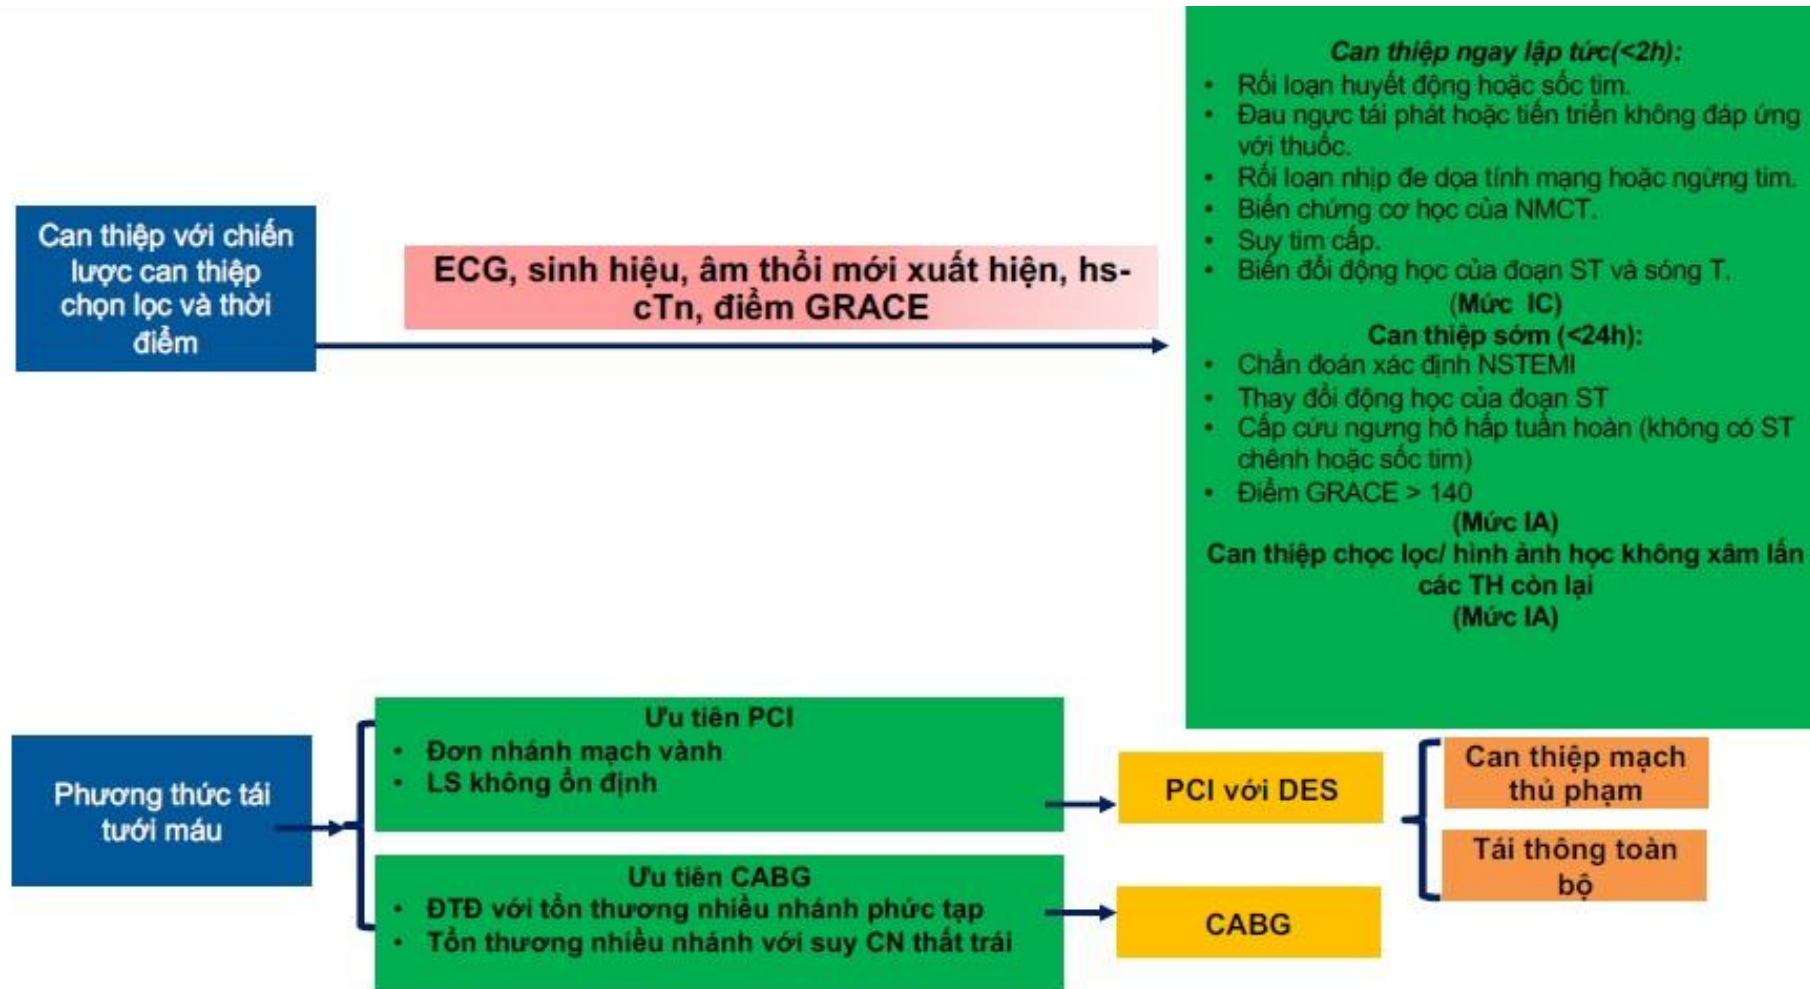 Can thiệp với chiến
lược can thiệp
chọn lọc và thời
điểm
ECG, sinh hiệu, âm thổi mới xuất hiện, hs-
cTn, điểm GRACE
Can thiệp ngay lập tức(<2h):
• Rối loạn huyết động hoặc sốc tim.
• Đau ngực tái phát hoặc tiến triển không đáp ứng
với thuốc.
• Rối loạn nhịp đe dọa tính mạng hoặc ngừng tim.
• Biến chứng cơ học của NMCT.
• Suy tim cấp.
• Biến đổi động học của đoạn ST và sóng T.
(Mức IC)
Can thiệp sớm (<24h):
• Chẩn đoán xác định NSTEMI
• Thay đổi động học của đoạn ST
• Cấp cứu ngưng hô hấp tuần hoàn (không có ST
chênh hoặc sốc tim)
• Điểm GRACE > 140
(Mức IA)
Can thiệp chọc lọc/ hình ảnh học không xâm lấn
các TH còn lại
(Mức IA)
Phương thức tái
tưới máu
Ưu tiên PCI
• Đơn nhánh mạch vành
• LS không ổn định
PCI với DES
Can thiệp mạch
thủ phạm
Tái thông toàn
bộ
Ưu tiên CABG
• ĐTĐ với tổn thương nhiều nhánh phức tạp
• Tổn thương nhiều nhánh với suy CN thất trái
CABG